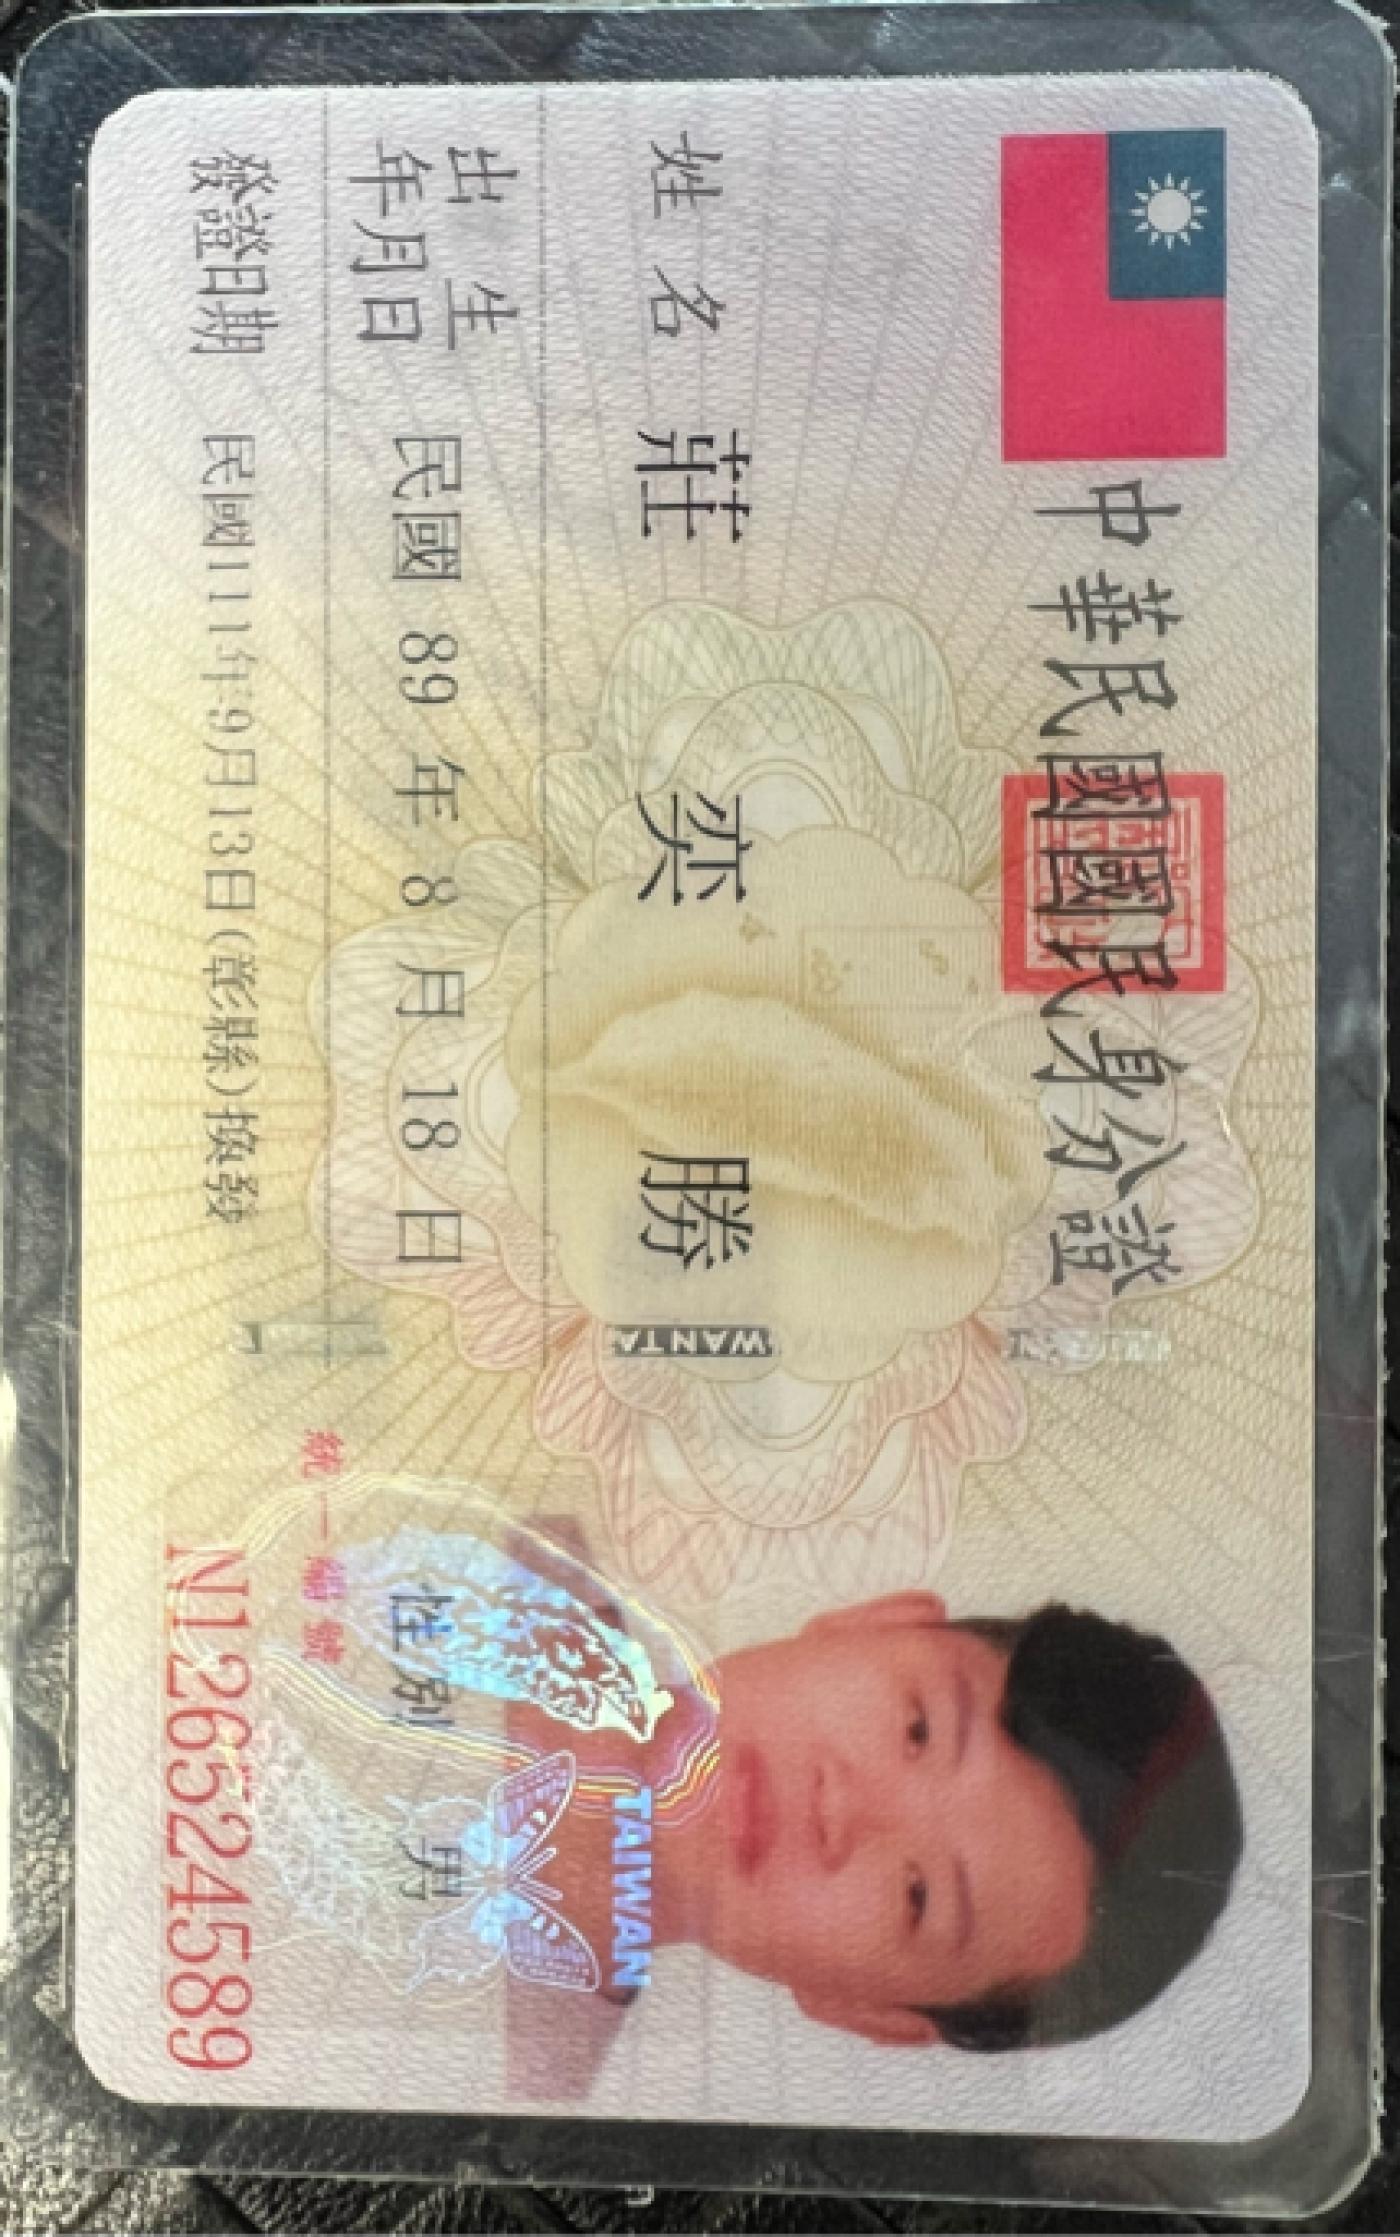 中華民國國民身分證
姓名 莊奕勝
出生年月日 民國 89 年 8 月 18 日
發證日期 民國111年9月13日(彰縣)換發
性別 男
統一編號
N126524589
TAIWAN